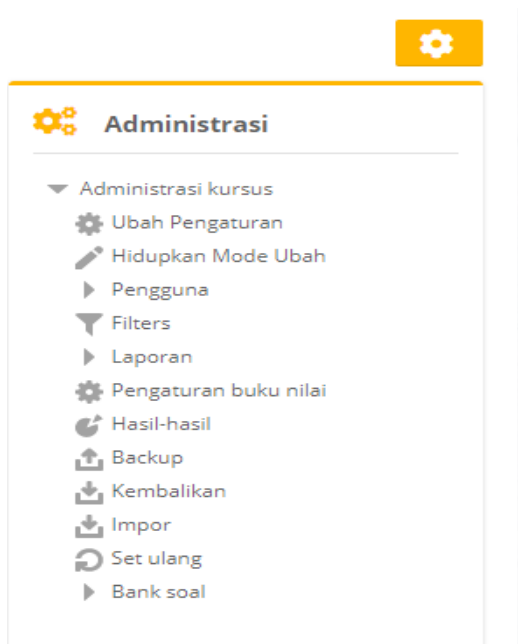 Administrasi
Administrasi kursus
Ubah Pengaturan
Hidupkan Mode Ubah
Pengguna
Filters
Laporan
Pengaturan buku nilai
Hasil-hasil
Backup
Kembalikan
Impor
Set ulang
Bank soal